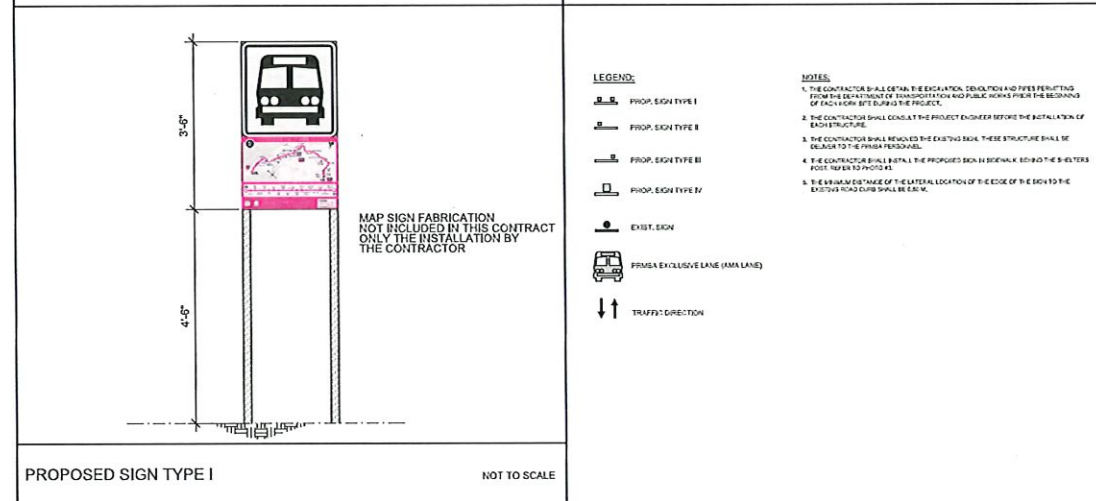 3'-6"
4'-6"
MAP SIGN FABRICATION
NOT INCLUDED IN THIS CONTRACT
ONLY THE INSTALLATION BY
THE CONTRACTOR
PROPOSED SIGN TYPE I
NOT TO SCALE
LEGEND:
PROP. SIGN TYPE I
PROP. SIGN TYPE II
PROP. SIGN TYPE III
PROP. SIGN TYPE IV
EXIST. SIGN
PRMBA EXCLUSIVE LANE (AMA LANE)
TRAFFIC DIRECTION
NOTES:
1. THE CONTRACTOR SHALL OBTAIN THE EXCAVATION, DEMOLITION AND PIPES PERMITTING
FROM THE DEPARTMENT OF TRANSPORTATION AND PUBLIC WORKS PRIOR THE BEGINNING
OF EACH WORK SITE DURING THE PROJECT.
2. THE CONTRACTOR SHALL CONSULT THE PROJECT ENGINEER BEFORE THE INSTALLATION OF
EACH STRUCTURE.
3. THE CONTRACTOR SHALL REMOVED THE EXISTING SIGN. THESE STRUCTURE SHALL BE
DELIVER TO THE PRMBA PERSONNEL.
4. THE CONTRACTOR SHALL INSTALL THE PROPOSED SIGN IN SIDEWALK, BEHIND THE SHELTERS
POST. REFER TO PHOTO #3.
5. THE MINIMUM DISTANCE OF THE LATERAL LOCATION OF THE EDGE OF THE SIGN TO THE
EXISTING ROAD CURB SHALL BE M.